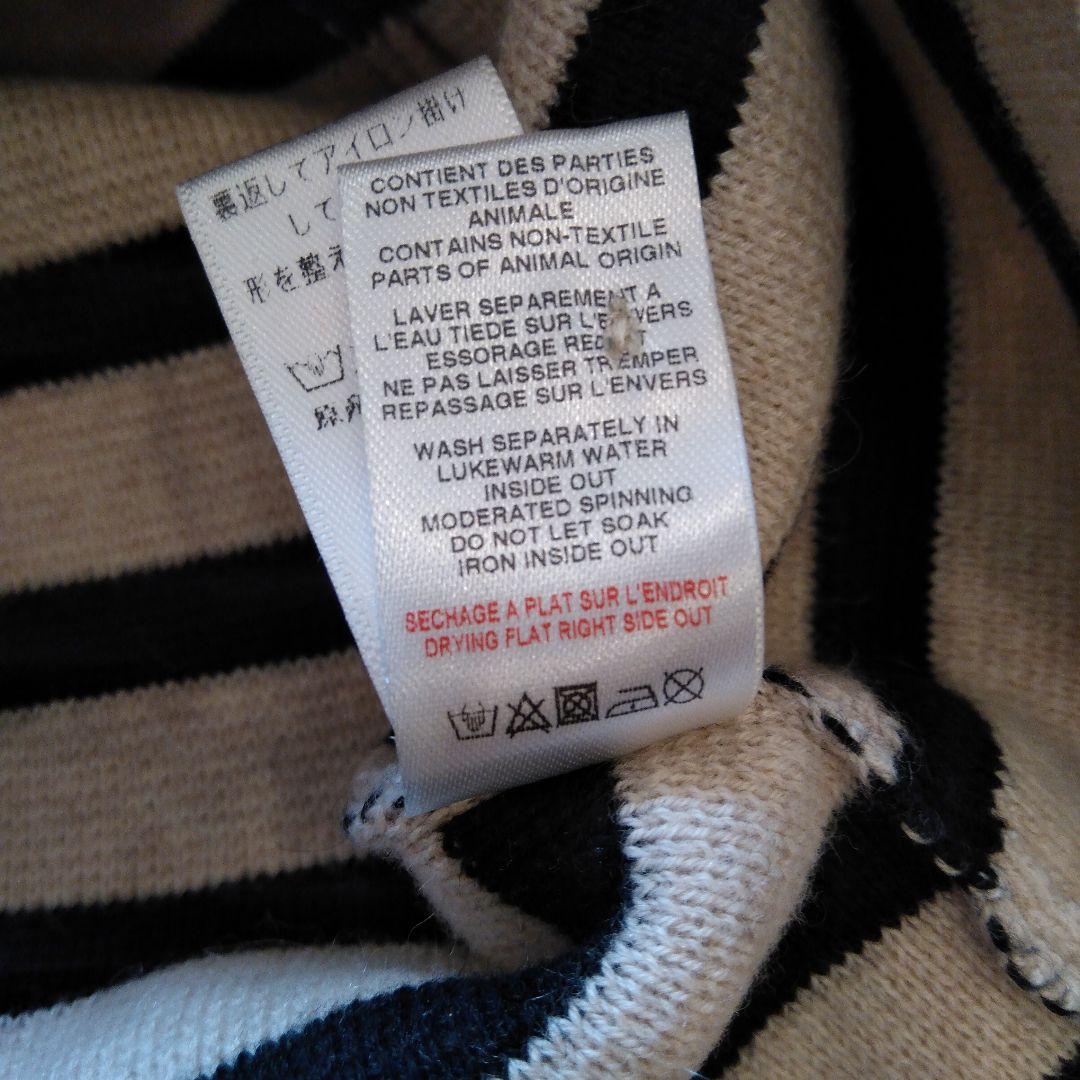 裏返してアイロン掛け
して
形を整え
CONTIENT DES PARTIES
NON TEXTILES D'ORIGINE
ANIMALE
CONTAINS NON-TEXTILE
PARTS OF ANIMAL ORIGIN
LAVER SEPAREMENT A
L'EAU TIEDE SUR L'ENVERS
ESSORAGE
NE PAS LAISSER TREMPER
REPASSAGE SUR L'ENVERS
WASH SEPARATELY IN
LUKEWARM WATER
INSIDE OUT
MODERATED SPINNING
DO NOT LET SOAK
IRON INSIDE OUT
SECHAGE A PLAT SUR L'ENDROIT
DRYING FLAT RIGHT SIDE OUT